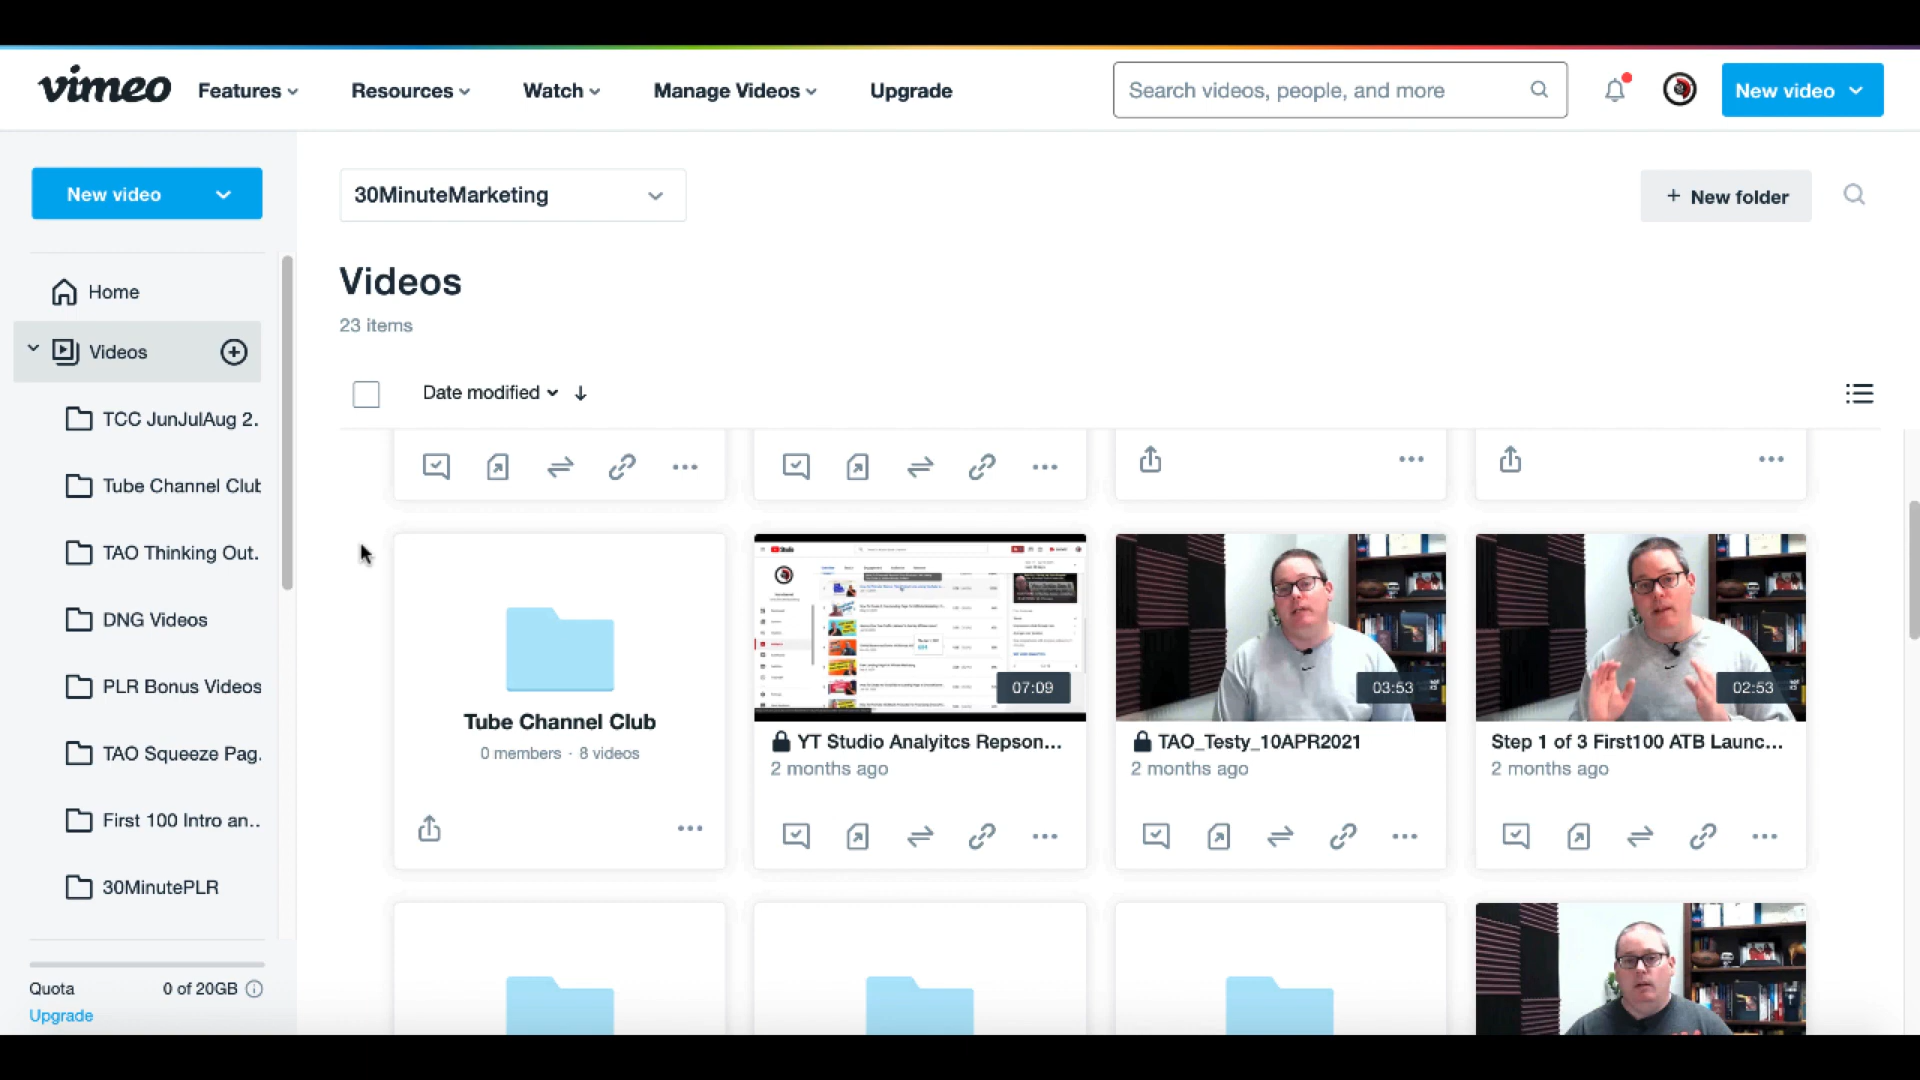 vimeo
Features
Resources
Watch
Manage Videos
Upgrade
Search videos, people, and more
New video
New video
30MinuteMarketing
+ New folder
Home
Videos
TCC JunJulAug 2.
Tube Channel Club
TAO Thinking Out.
DNG Videos
PLR Bonus Videos
TAO Squeeze Pag.
First 100 Intro an..
30MinutePLR
Quota
0 of 20GB
Upgrade
Videos
23 items
Date modified
Tube Channel Club
0 members · 8 videos
07:09
YT Studio Analyitcs Repson...
2 months ago
03:53
TAO_Testy_10APR2021
2 months ago
02:53
Step 1 of 3 First100 ATB Launc...
2 months ago